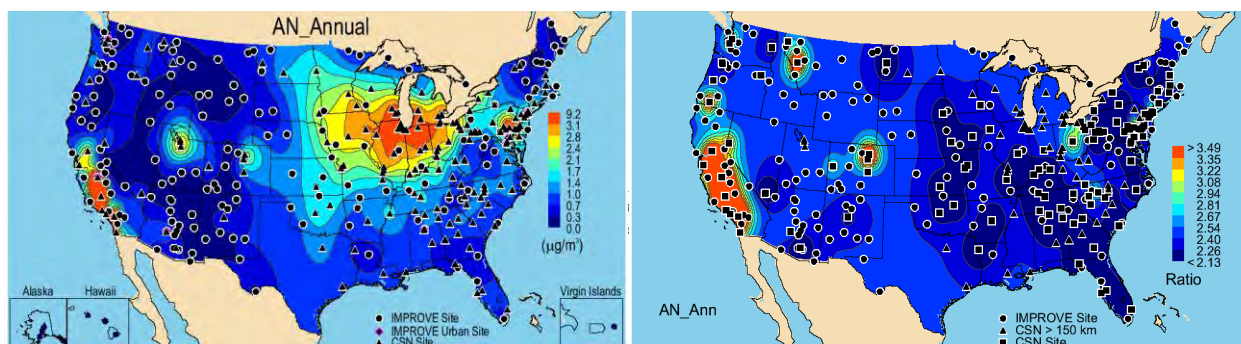 AN_Annual
9.2
3.1
2.8
2.4
2.1
1.7
1.4
1.0
0.7
0.3
0.0
(µg/m³)
Alaska
Hawaii
Virgin Islands
IMPROVE Site
IMPROVE Urban Site
CSN Site
> 3.49
3.35
3.22
3.08
2.94
2.81
2.67
2.54
2.40
2.26
< 2.13
Ratio
AN_Ann
IMPROVE Site
CSN > 150 km
CSN Site